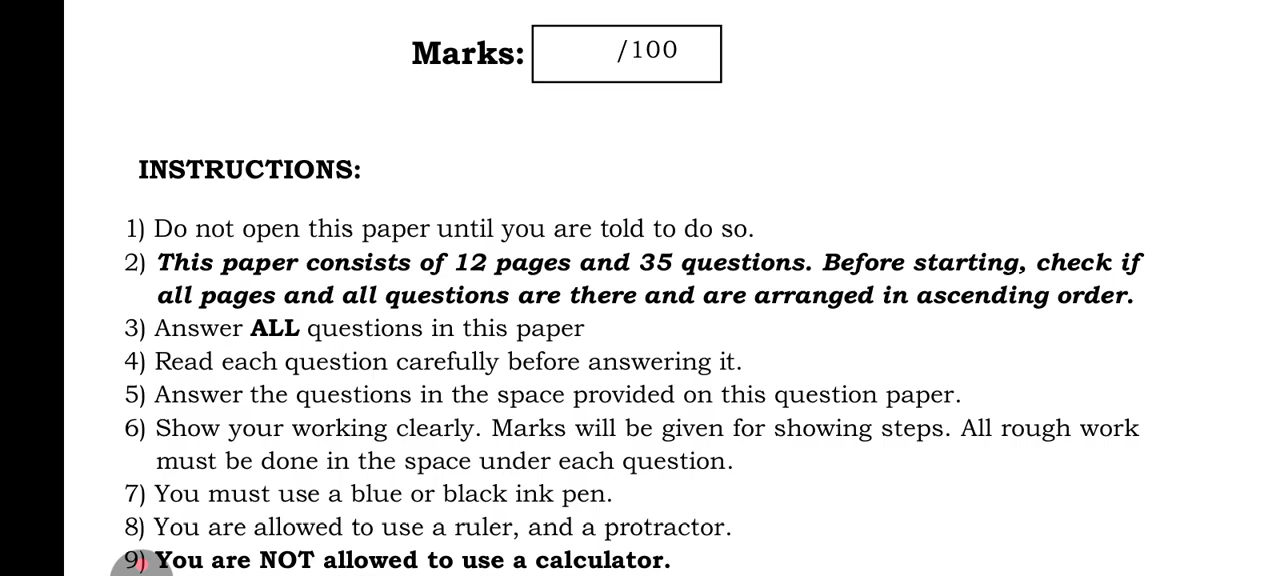 Marks: /100
INSTRUCTIONS:
1) Do not open this paper until you are told to do so.
2) This paper consists of 12 pages and 35 questions. Before starting, check if
all pages and all questions are there and are arranged in ascending order.
3) Answer ALL questions in this paper
4) Read each question carefully before answering it.
5) Answer the questions in the space provided on this question paper.
6) Show your working clearly. Marks will be given for showing steps. All rough work
must be done in the space under each question.
7) You must use a blue or black ink pen.
8) You are allowed to use a ruler, and a protractor.
9) You are NOT allowed to use a calculator.